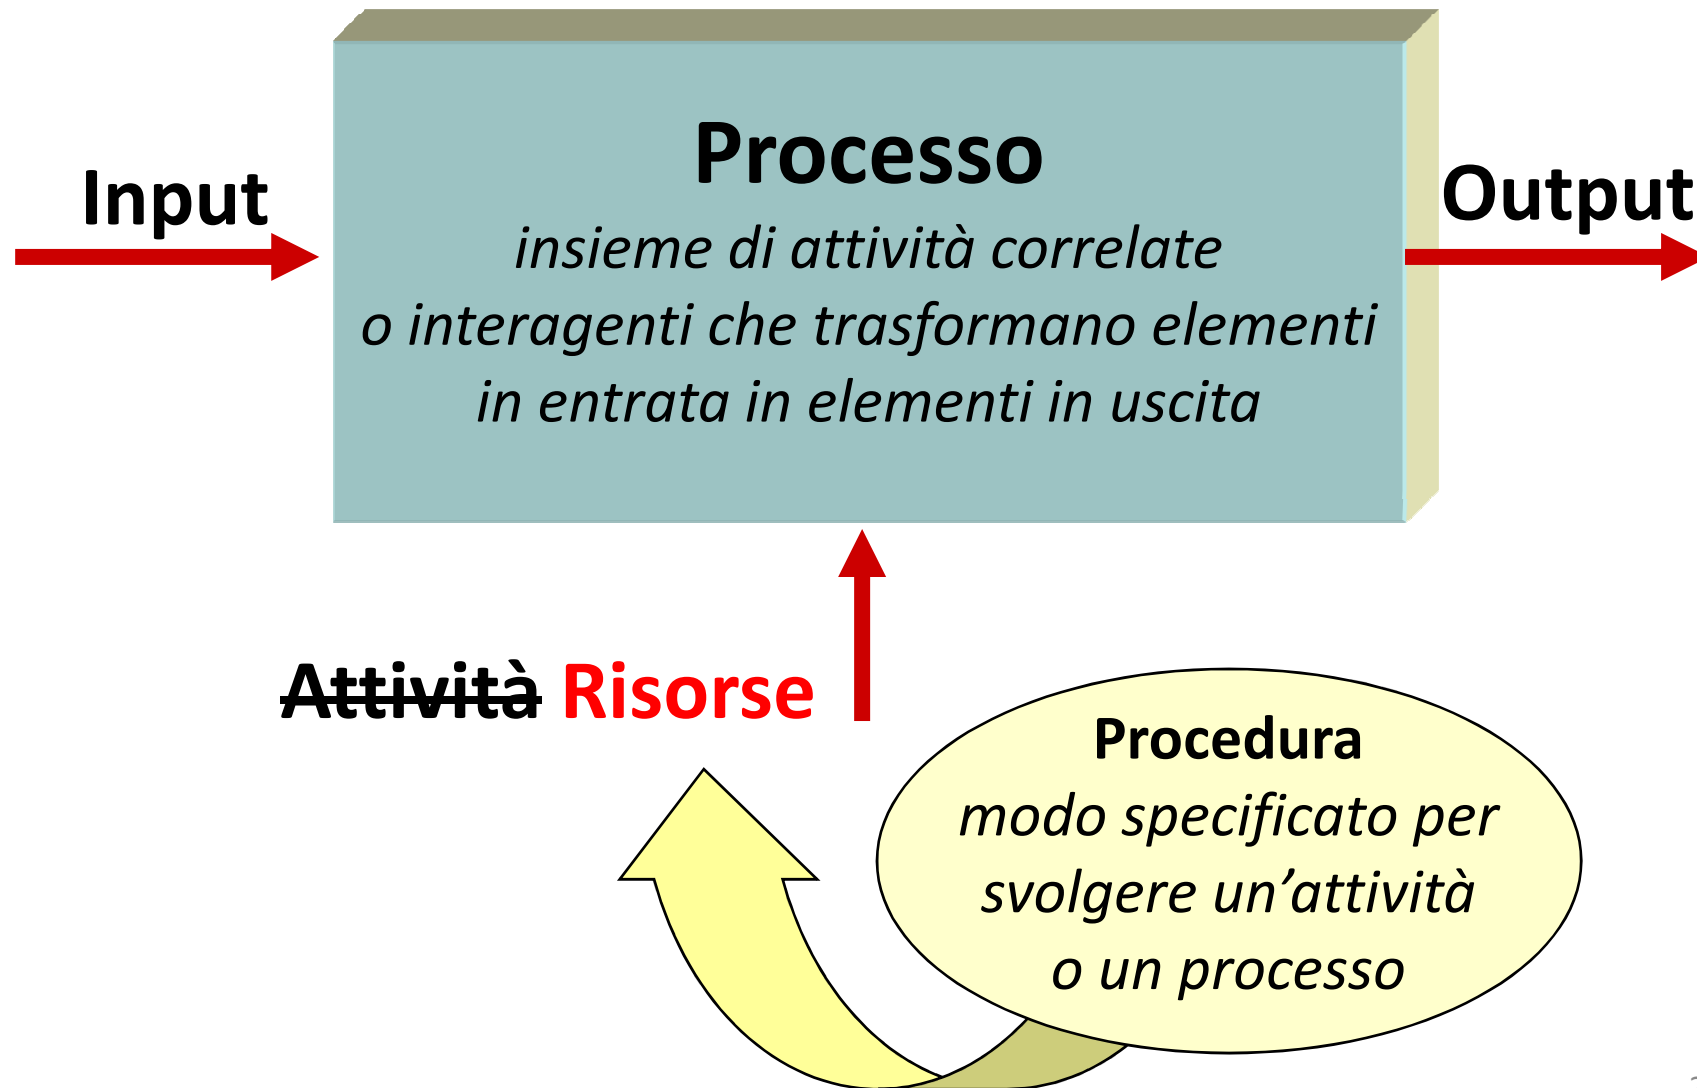 Processo
Input
Output
insieme di attività correlate
o interagenti che trasformano elementi
in entrata in elementi in uscita
Attività Risorse
Procedura
modo specificato per
svolgere un’attività
o un processo